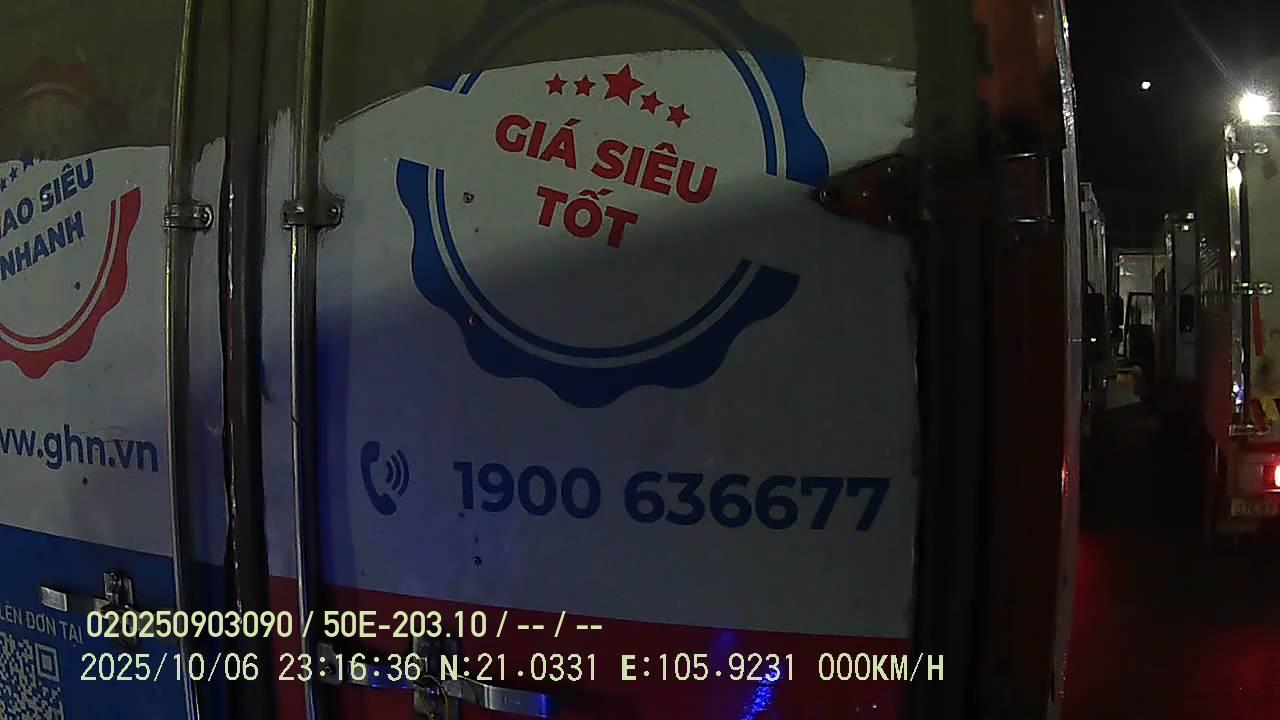 GIÁ SIÊU
TỐT
AO SIÊU
NHANH
ww.ghn.vn
1900 636677
LÊN ĐƠN TẠI
020250903090 / 50E-203.10 / -- / --
2025/10/06 23:16:36 N:21.0331 E:105.9231 000KM/H